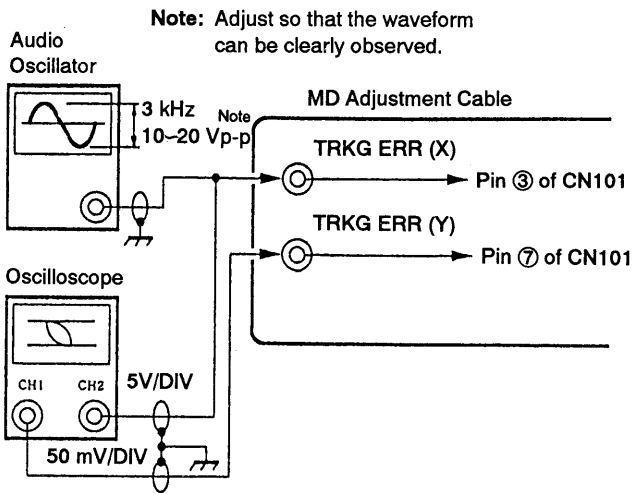 Note: Adjust so that the waveform
can be clearly observed.
Audio
Oscillator
3 kHz
Note
10~20 Vp-p
MD Adjustment Cable
TRKG ERR (X)
Pin ③ of CN101
TRKG ERR (Y)
Pin ⑦ of CN101
Oscilloscope
CH1
CH2
5V/DIV
50 mV/DIV